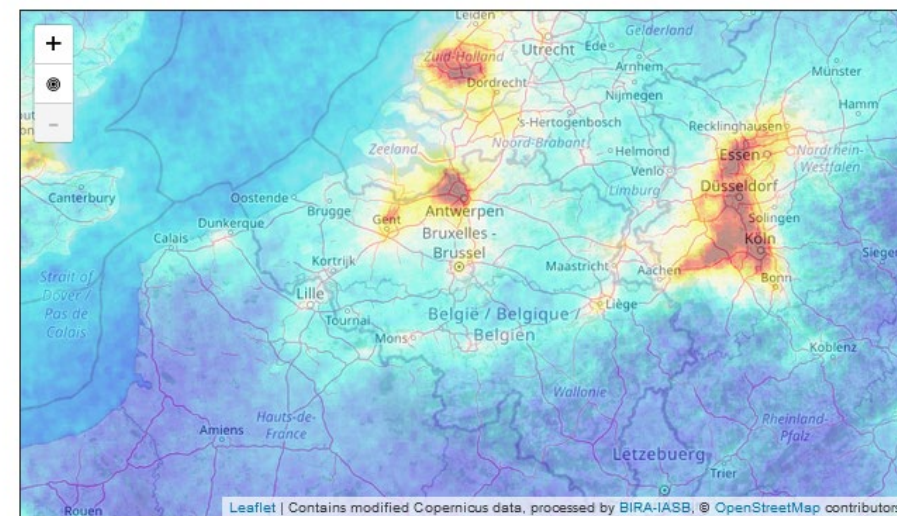 Leiden
Gelderland
+
Zuid-Holland
Utrecht
Ede
Arnhem
Münster
Dordrecht
Nijmegen
Hamm
−
's-Hertogenbosch
Recklinghausen
Zeeland
Noord-Brabant
Helmond
Essen
Nordrhein-
Westfalen
Venlo
Canterbury
Oostende
Limburg
Düsseldorf
Brugge
Antwerpen
Gent
Solingen
Dunkerque
Bruxelles -
Brussel
Calais
Köln
Kortrijk
Maastricht
Aachen
Siege
Strait of
Dover /
Pas de
Calais
Bonn
Lille
Liège
Tournai
België / Belgique /
Belgien
Mons
Koblenz
Wallonie
Hauts-de-
France
Amiens
Rheinland-
Pfalz
Letzebuerg
Trier
Rouen
Leaflet | Contains modified Copernicus data, processed by BIRA-IASB, © OpenStreetMap contributors